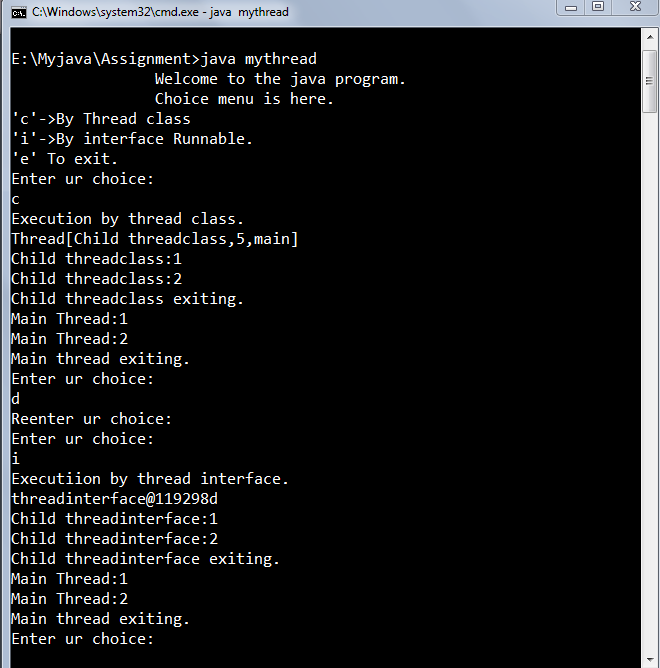 C:\Windows\system32\cmd.exe - java mythread
E:\Myjava\Assignment>java mythread
Welcome to the java program.
Choice menu is here.
'c'->By Thread class
'i'->By interface Runnable.
'e' To exit.
Enter ur choice:
c
Execution by thread class.
Thread[Child threadclass,5,main]
Child threadclass:1
Child threadclass:2
Child threadclass exiting.
Main Thread:1
Main Thread:2
Main thread exiting.
Enter ur choice:
d
Reenter ur choice:
Enter ur choice:
i
Executiion by thread interface.
threadinterface@119298d
Child threadinterface:1
Child threadinterface:2
Child threadinterface exiting.
Main Thread:1
Main Thread:2
Main thread exiting.
Enter ur choice: